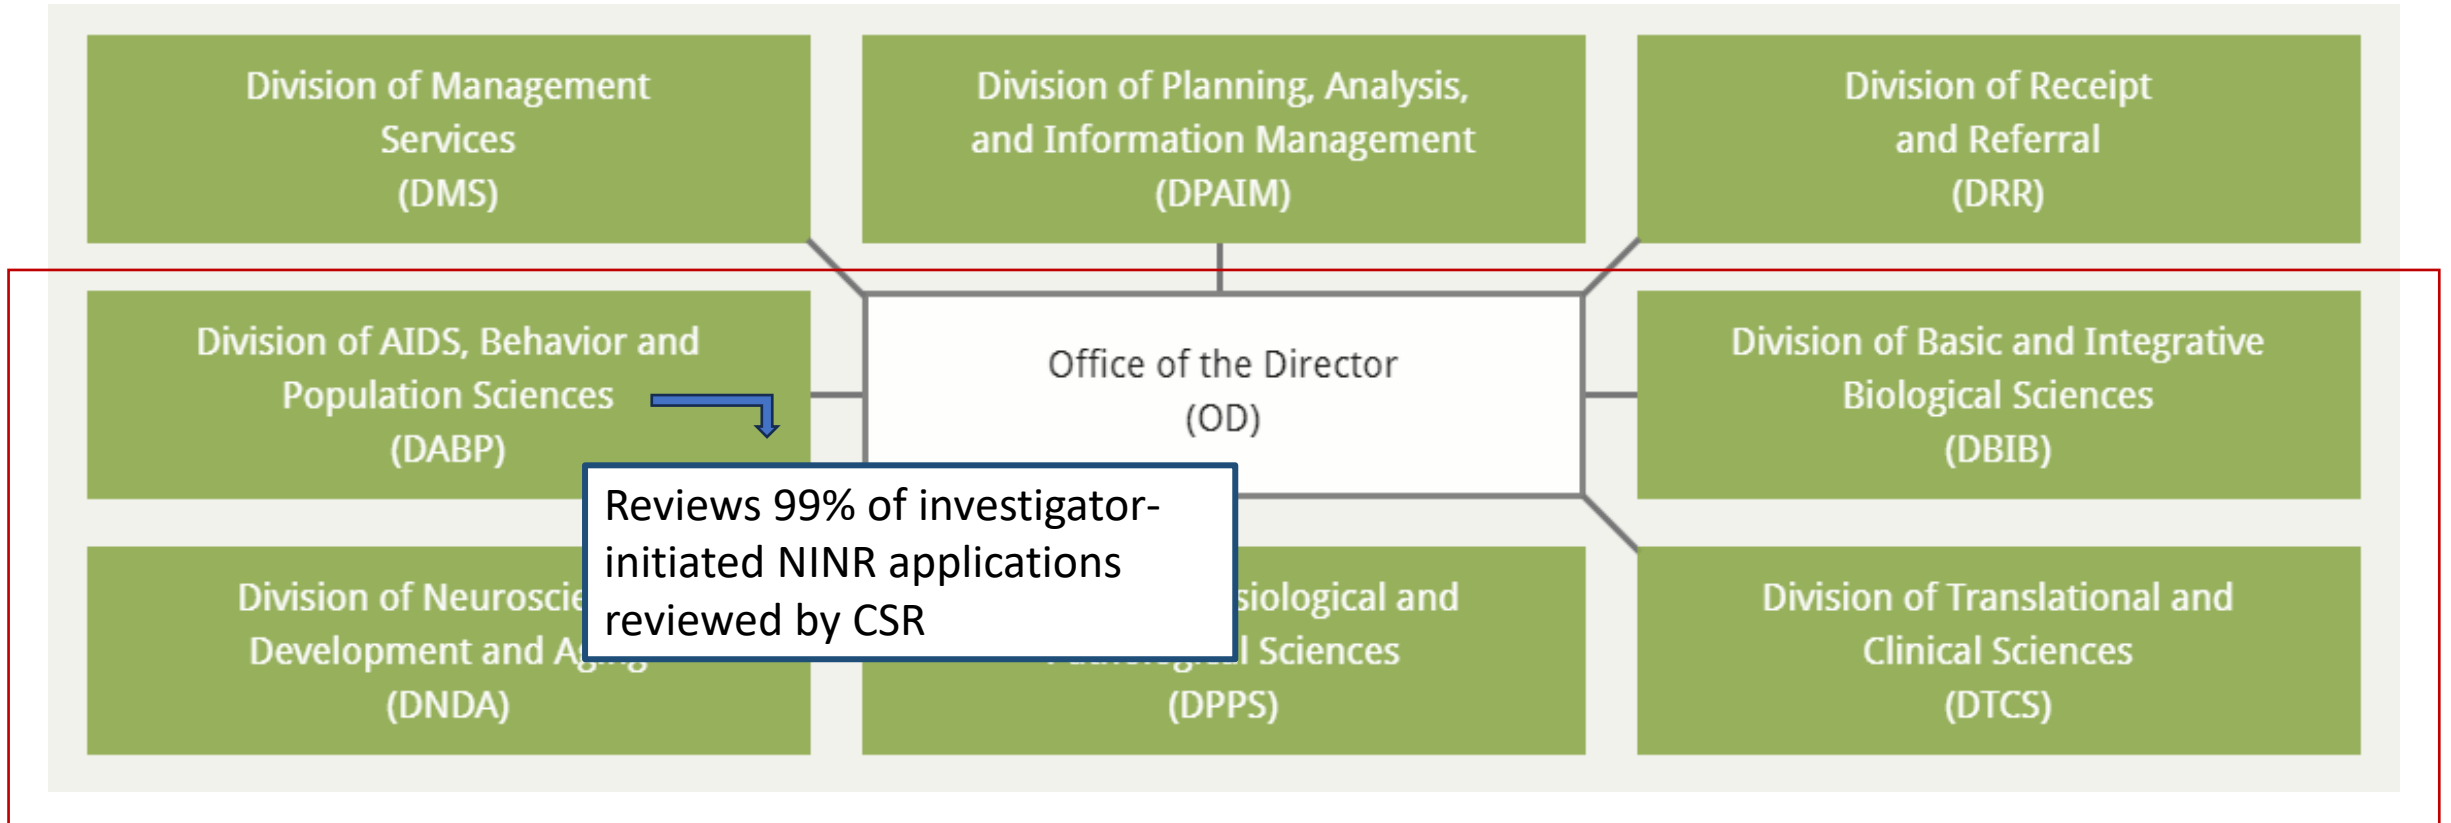 Division of Management
Services
(DMS)
Division of Planning, Analysis,
and Information Management
(DPAIM)
Division of Receipt
and Referral
(DRR)
Division of AIDS, Behavior and
Population Sciences
(DABP)
Office of the Director
(OD)
Division of Basic and Integrative
Biological Sciences
(DBIB)
Reviews 99% of investigator-
initiated NINR applications
reviewed by CSR
Division of
Development and
(DNDA)
and
Sciences
(DPPS)
Division of Translational and
Clinical Sciences
(DTCS)